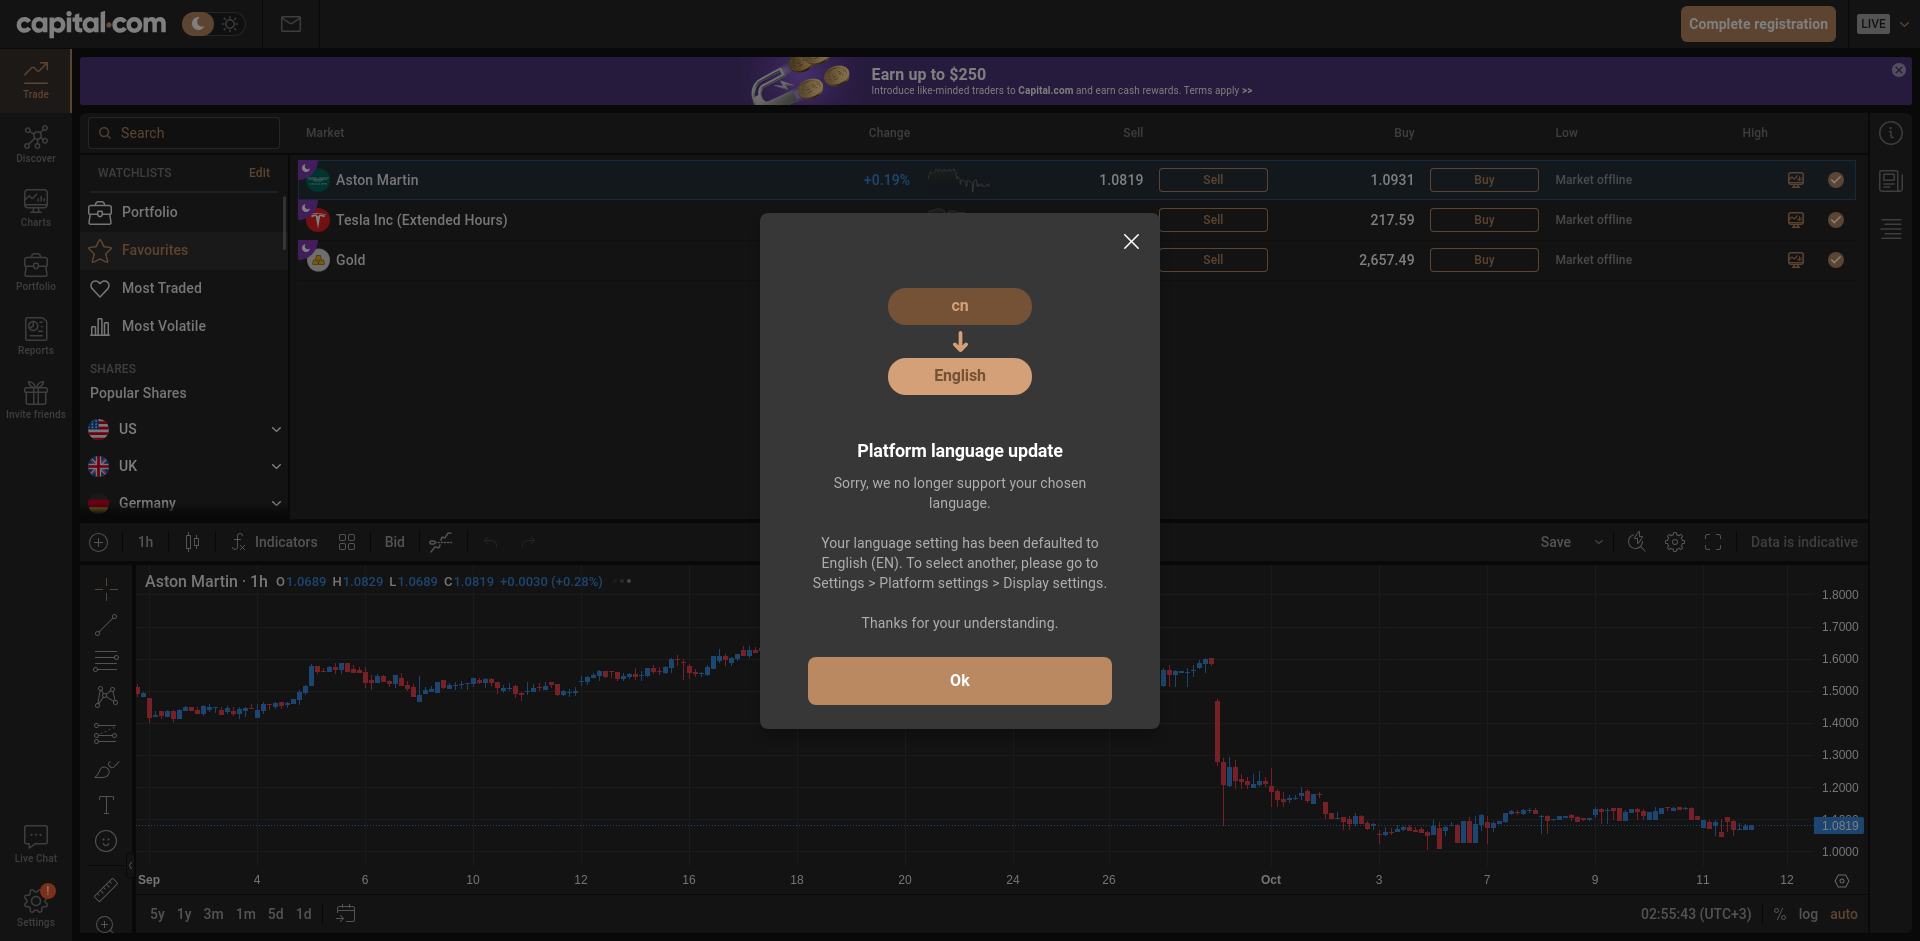 capital.com
Complete registration
LIVE
Trade
Earn up to $250
Introduce like-minded traders to Capital.com and earn cash rewards. Terms apply >>
Search
Market Change Sell Buy Low High
Discover
WATCHLISTS Edit
Aston Martin +0.19% 1.0819 Sell 1.0931 Buy Market offline
Charts
Portfolio
Tesla Inc (Extended Hours) Sell 217.59 Buy Market offline
Favourites
Gold Sell 2,657.49 Buy Market offline
Portfolio
Most Traded
Most Volatile
Reports
SHARES
Popular Shares
Invite friends
US
UK
Germany
cn
English
Platform language update
Sorry, we no longer support your chosen
language.
Your language setting has been defaulted to
English (EN). To select another, please go to
Settings > Platform settings > Display settings.
Thanks for your understanding.
Ok
1h Indicators Bid Save Data is indicative
Aston Martin · 1h O1.0689 H1.0829 L1.0689 C1.0819 +0.0030 (+0.28%)
1.8000
1.7000
1.6000
1.5000
1.4000
1.3000
1.2000
1.0819
1.0000
Live Chat
Sep 4 6 10 12 16 18 20 24 26 Oct 3 7 9 11 12
Settings
5y 1y 3m 1m 5d 1d 02:55:43 (UTC+3) % log auto